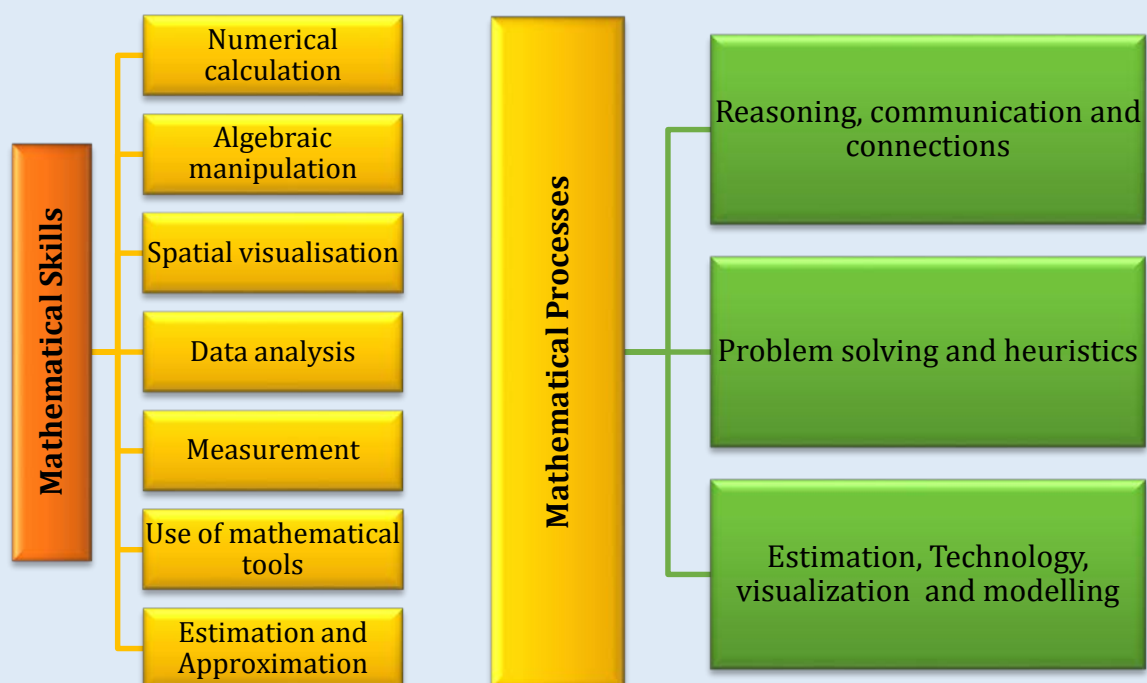 Mathematical Skills
Numerical
calculation
Algebraic
manipulation
Spatial visualisation
Data analysis
Measurement
Use of mathematical
tools
Estimation and
Approximation
Mathematical Processes
Reasoning, communication and
connections
Problem solving and heuristics
Estimation, Technology,
visualization  and modelling